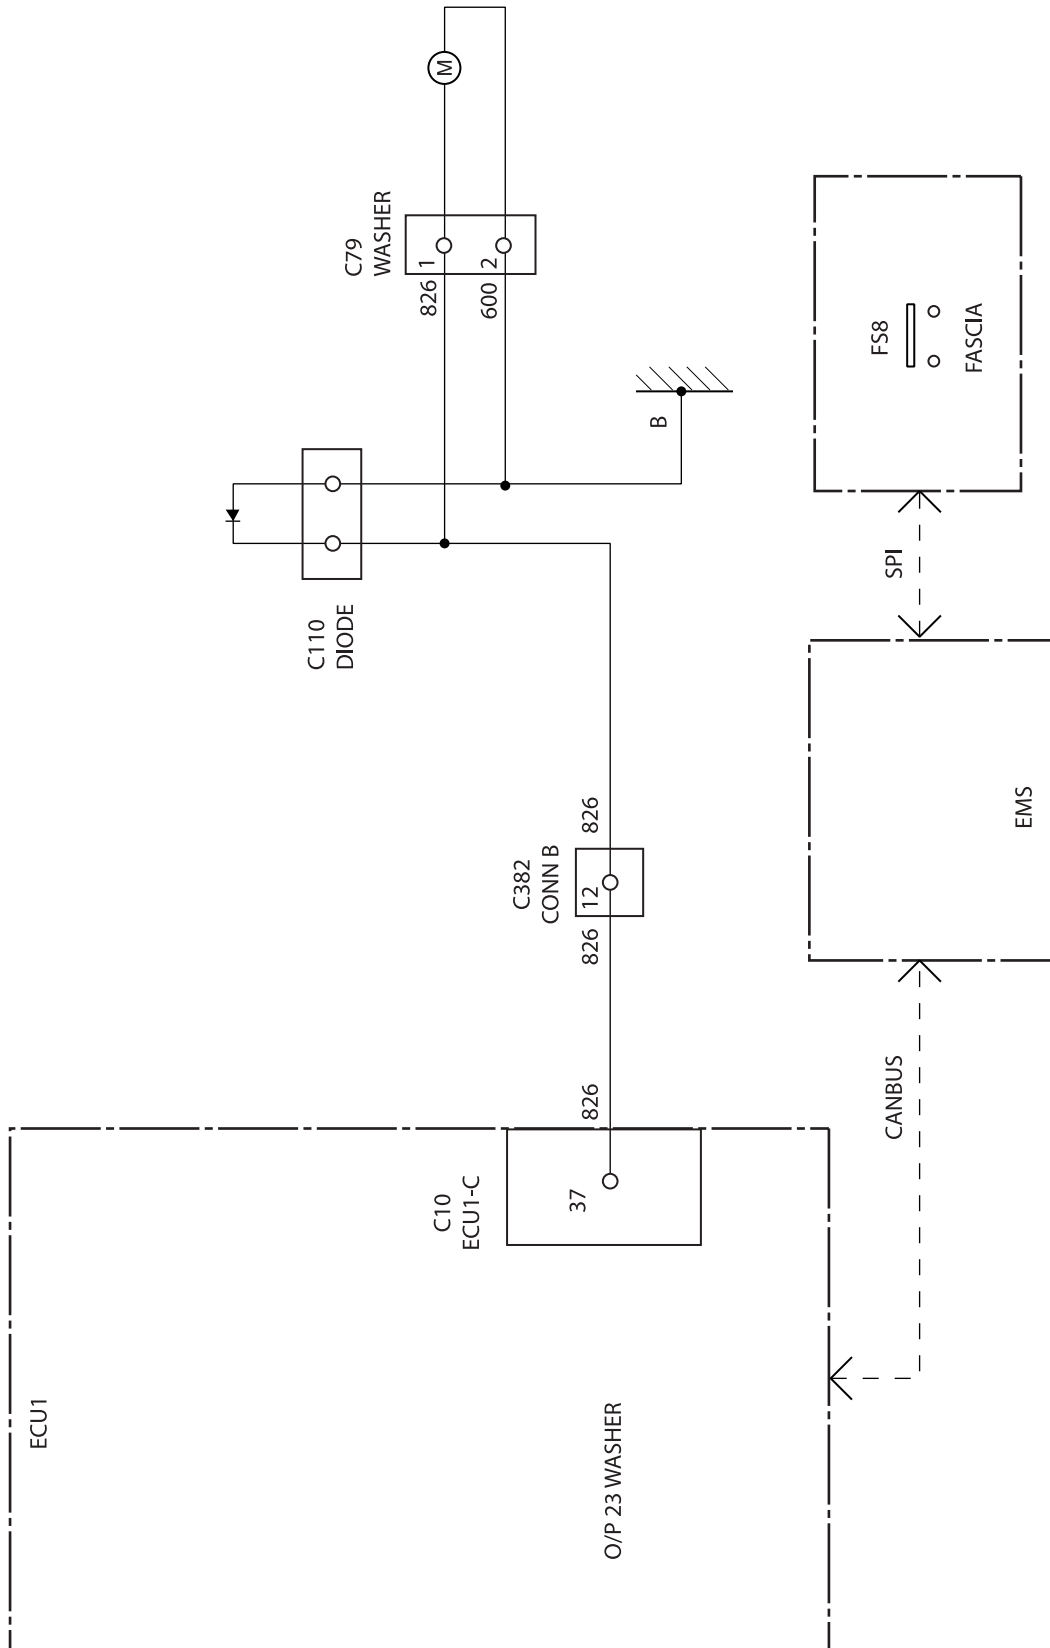 ECU1
O/P 23 WASHER
C10
ECU1-C
37
826
826
C382
CONN B
12
826
C110
DIODE
C79
WASHER
826
1
600
2
M
B
CANBUS
EMS
SPI
FS8
FASCIA